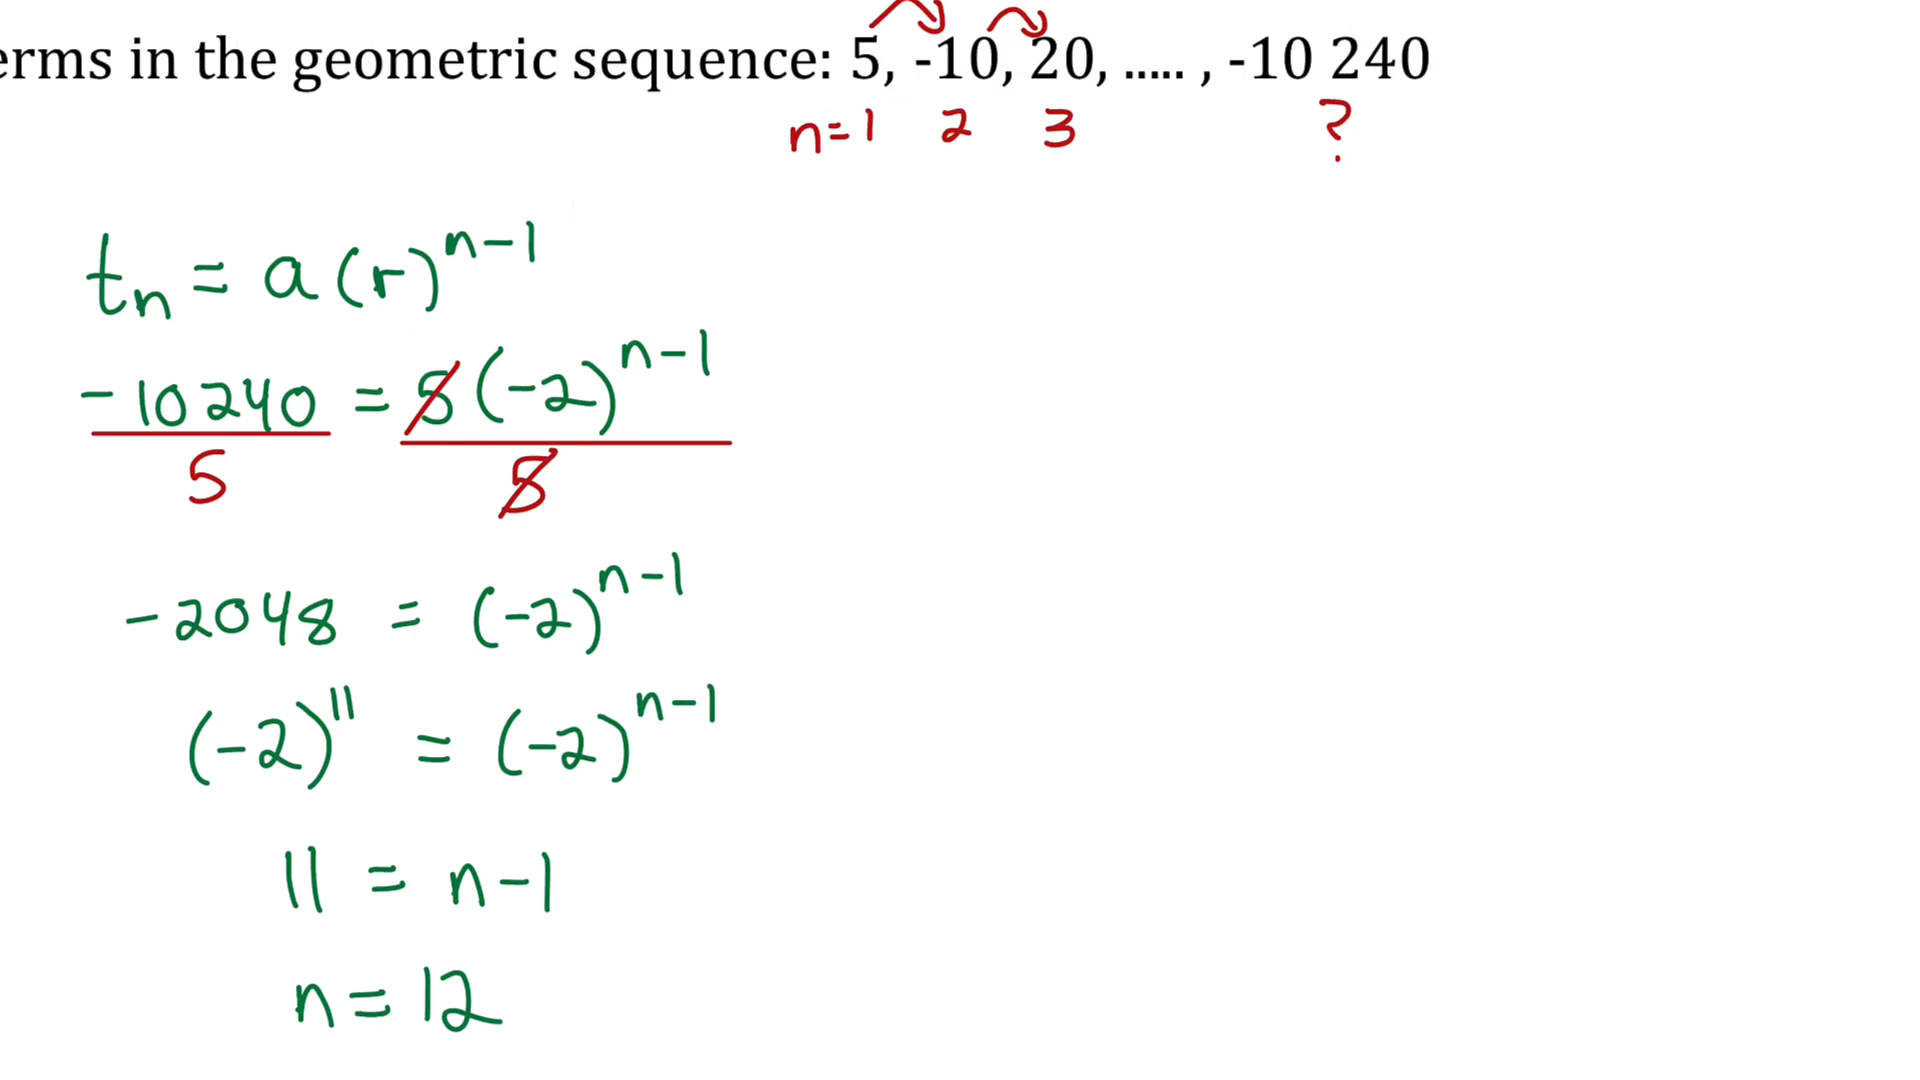 erms in the geometric sequence: 5, -10, 20, ..... , -10 240
n=1 2 3 ?
tn = a(r)^n-1
-10240 = 5(-2)^n-1
5 5
-2048 = (-2)^n-1
(-2)^11 = (-2)^n-1
11 = n-1
n=12